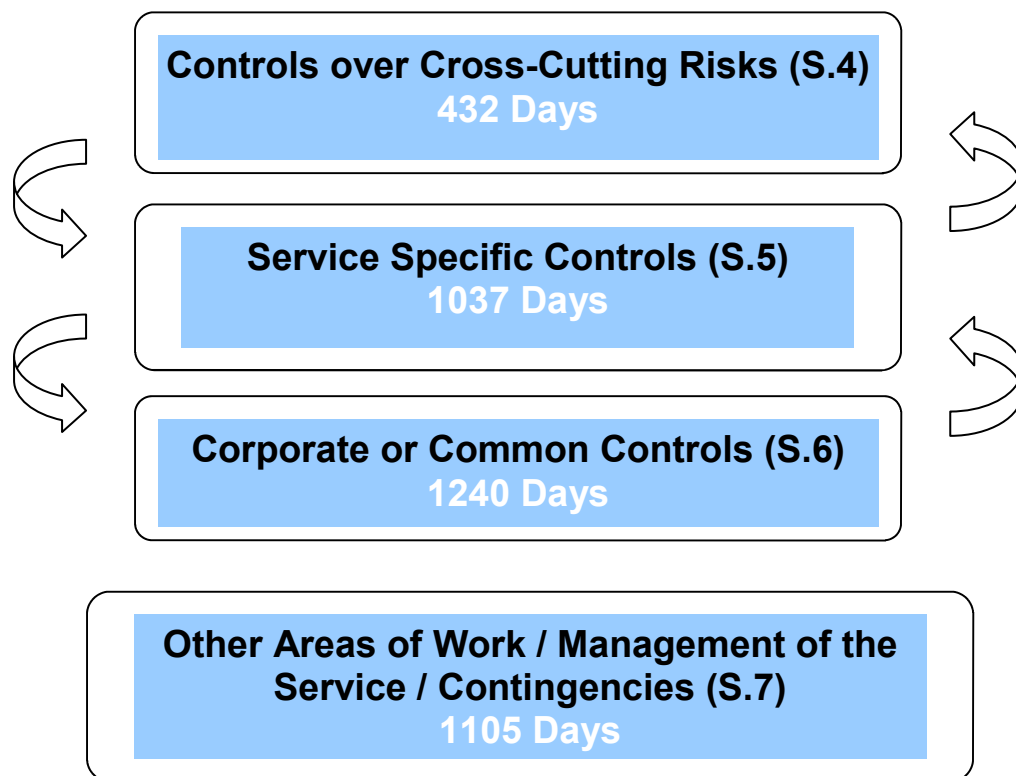 Controls over Cross-Cutting Risks (S.4)
432 Days
Service Specific Controls (S.5)
1037 Days
Corporate or Common Controls (S.6)
1240 Days
Other Areas of Work / Management of the
Service / Contingencies (S.7)
1105 Days